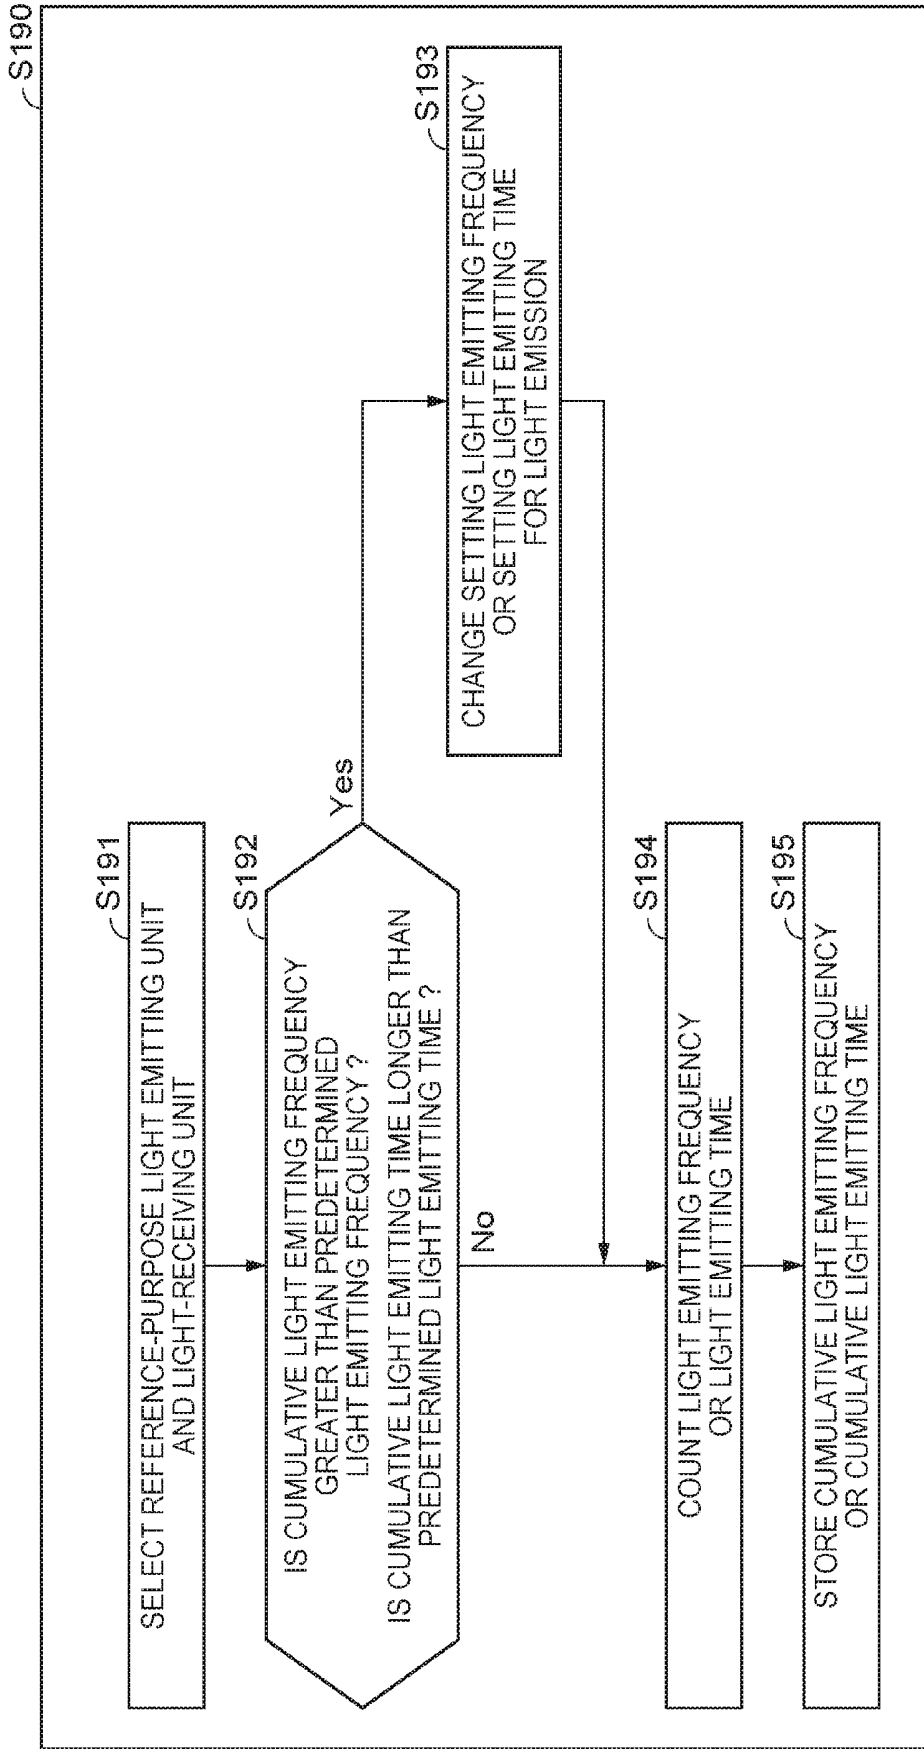 S190
S191
SELECT REFERENCE-PURPOSE LIGHT EMITTING UNIT
AND LIGHT-RECEIVING UNIT
S192
IS CUMULATIVE LIGHT EMITTING FREQUENCY
GREATER THAN PREDETERMINED
LIGHT EMITTING FREQUENCY ?
IS CUMULATIVE LIGHT EMITTING TIME LONGER THAN
PREDETERMINED LIGHT EMITTING TIME ?
Yes
No
S193
CHANGE SETTING LIGHT EMITTING FREQUENCY
OR SETTING LIGHT EMITTING TIME
FOR LIGHT EMISSION
S194
COUNT LIGHT EMITTING FREQUENCY
OR LIGHT EMITTING TIME
S195
STORE CUMULATIVE LIGHT EMITTING FREQUENCY
OR CUMULATIVE LIGHT EMITTING TIME